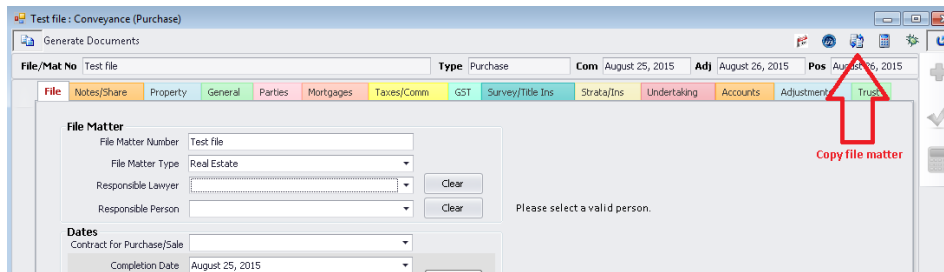 Test file : Conveyance (Purchase)
Generate Documents
File/Mat No Test file Type Purchase Com August 25, 2015 Adj August 26, 2015 Pos August 26, 2015
File Notes/Share Property General Parties Mortgages Taxes/Comm GST Survey/Title Ins Strata/Ins Undertaking Accounts Adjustments Trust
File Matter
File Matter Number Test file
Copy file matter
File Matter Type Real Estate
Responsible Lawyer Clear
Responsible Person Clear Please select a valid person.
Dates
Contract for Purchase/Sale
Completion Date August 25, 2015